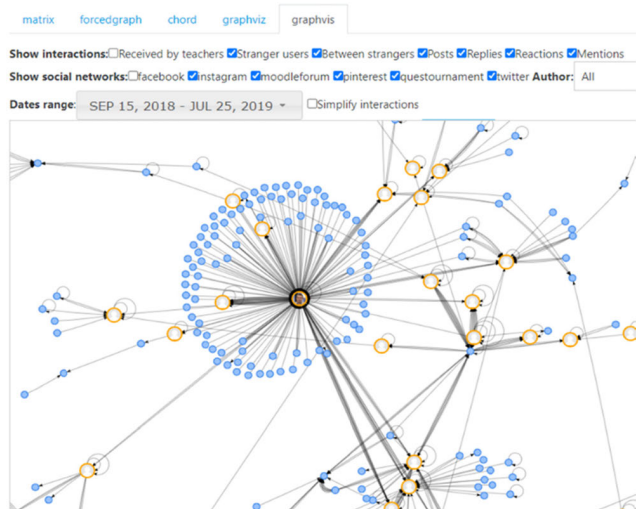 matrix forcedgraph chord graphviz graphvis
Show interactions: Received by teachers Stranger users Between strangers Posts Replies Reactions Mentions
Show social networks: facebook instagram moodleforum pinterest questournament twitter Author: All
Dates range: SEP 15, 2018 - JUL 25, 2019 Simplify interactions